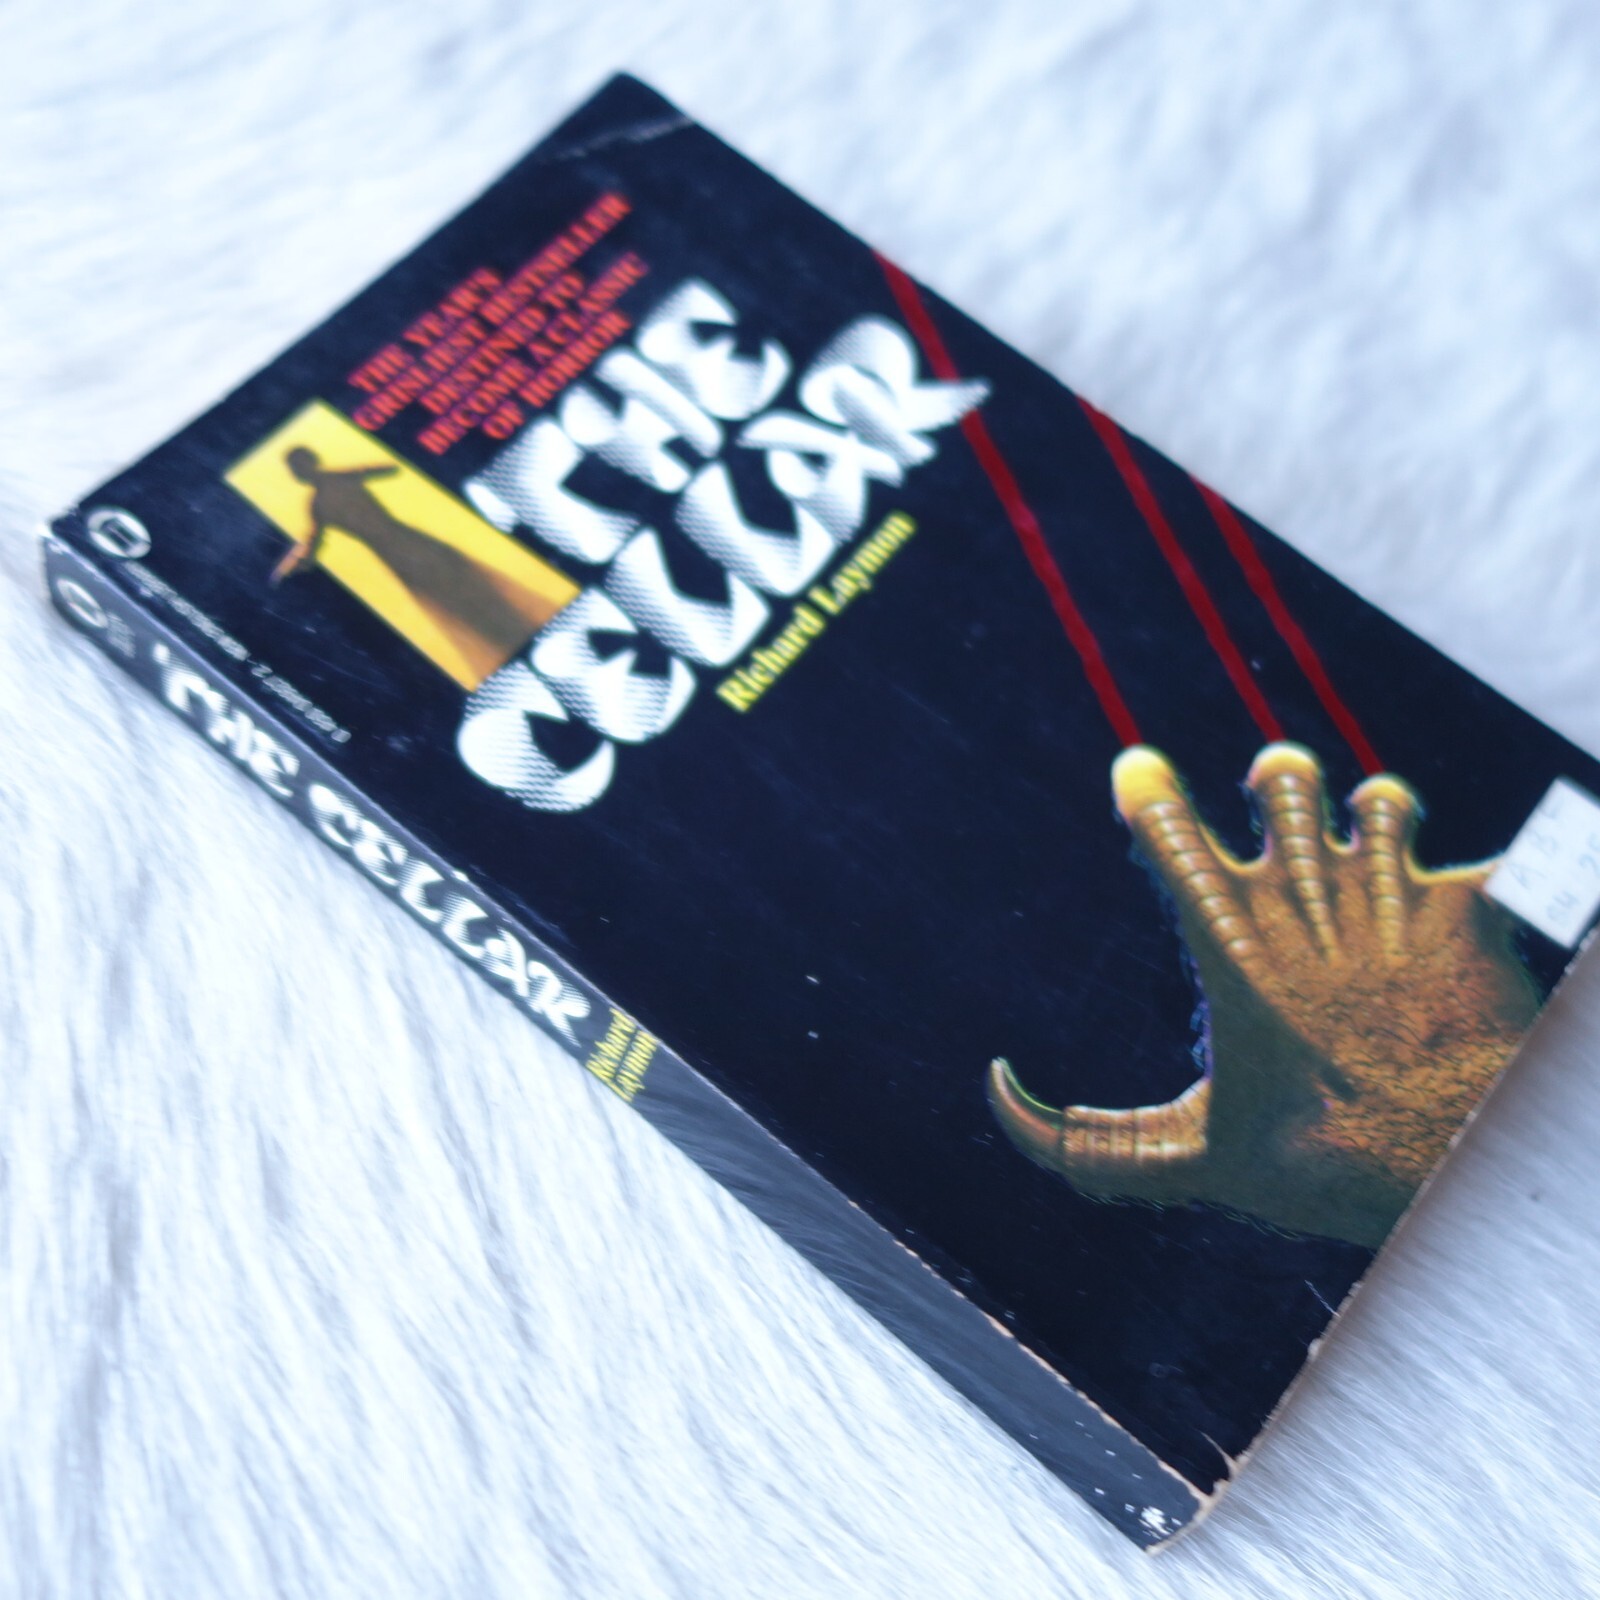 THE YEAR'S
GRISLIEST BESTSELLER
DESTINED TO
BECOME A CLASSIC
OF HORROR
THE
CELLAR
Richard Laymon
THE CELLAR
Richard
Laymon